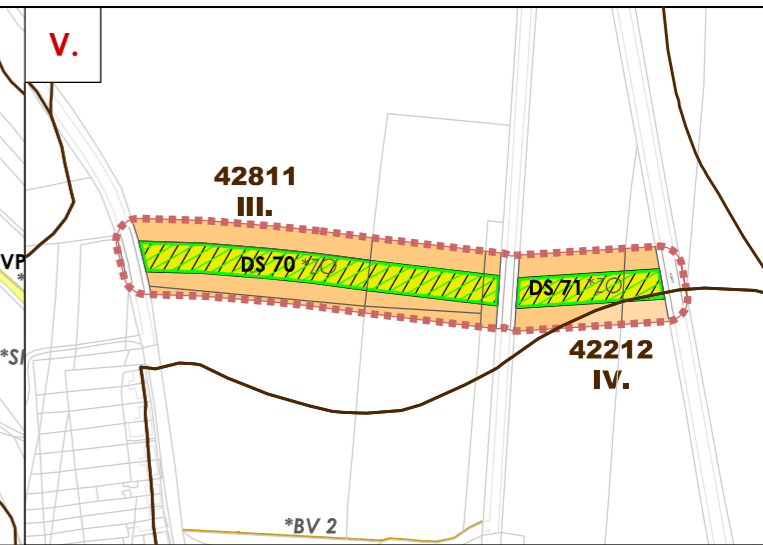 V.
42811
III.
VP
*
DS 70 *ZO
DS 71 *ZO
*SI
42212
IV.
*BV 2